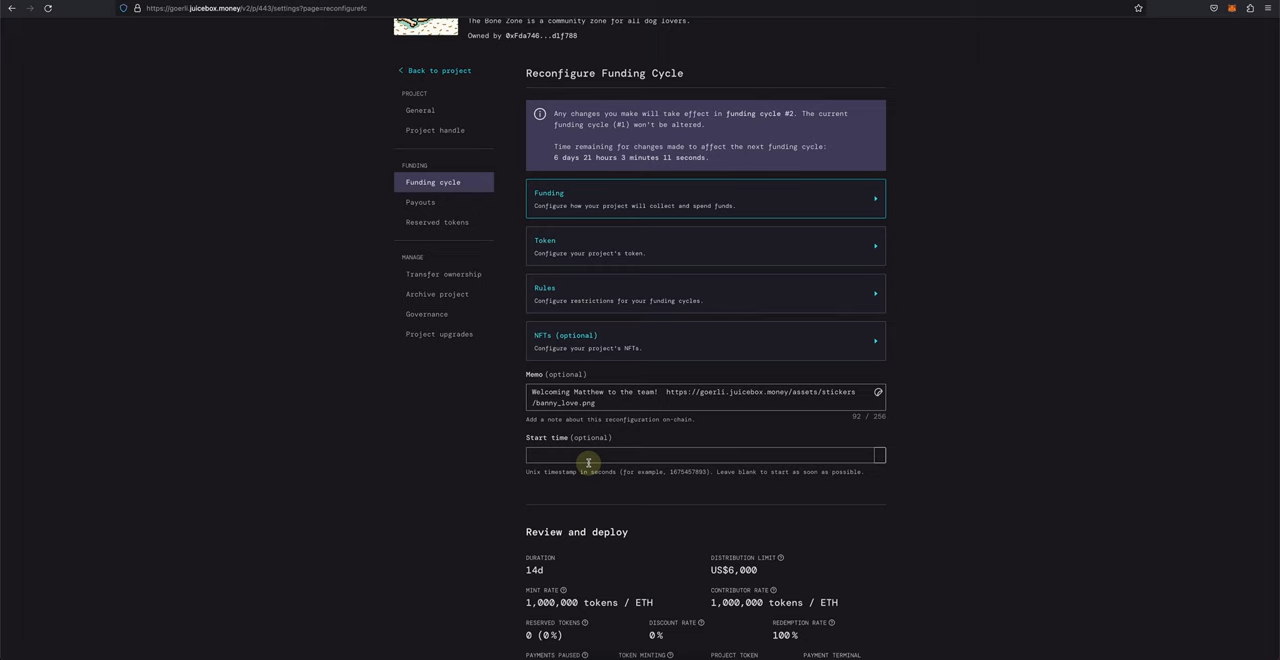 https://goerli.juicebox.money/v2/p/443/settings?page=reconfigurefc
The Bone Zone is a community zone for all dog lovers.
Owned by 0xFda746...d1f788
Back to project
PROJECT
General
Project handle
FUNDING
Funding cycle
Payouts
Reserved tokens
MANAGE
Transfer ownership
Archive project
Governance
Project upgrades
Reconfigure Funding Cycle
Any changes you make will take effect in funding cycle #2. The current
funding cycle (#1) won't be altered.
Time remaining for changes made to affect the next funding cycle:
6 days 21 hours 3 minutes 11 seconds.
Funding
Configure how your project will collect and spend funds.
Token
Configure your project's token.
Rules
Configure restrictions for your funding cycles.
NFTs (optional)
Configure your project's NFTs.
Memo (optional)
Welcoming Matthew to the team!  https://goerli.juicebox.money/assets/stickers
/banny_love.png
Add a note about this reconfiguration on-chain.
92 / 256
Start time (optional)
Unix timestamp in seconds (for example, 1675457893). Leave blank to start as soon as possible.
Review and deploy
DURATION
14d
DISTRIBUTION LIMIT
US$6,000
MINT RATE
1,000,000 tokens / ETH
CONTRIBUTOR RATE
1,000,000 tokens / ETH
RESERVED TOKENS
0 (0%)
DISCOUNT RATE
0%
REDEMPTION RATE
100%
PAYMENTS PAUSED
TOKEN MINTING
PROJECT TOKEN
PAYMENT TERMINAL